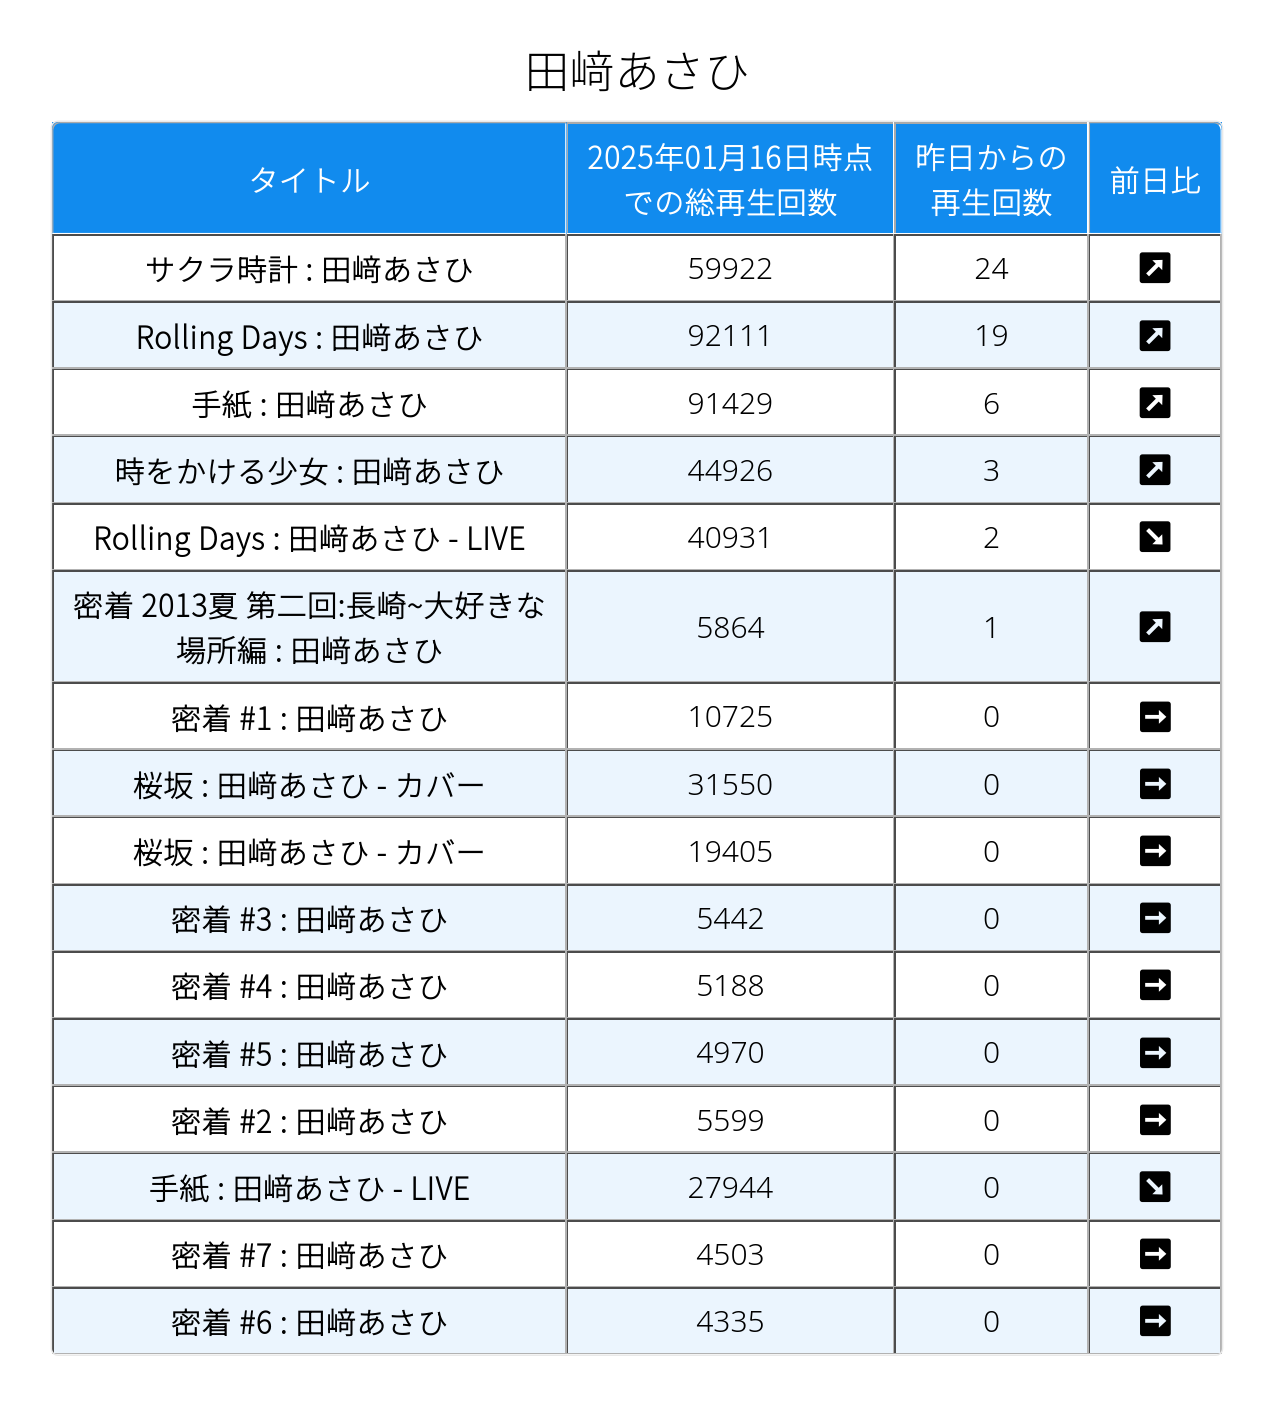 田﨑あさひ
タイトル
2025年01月16日時点
での総再生回数
昨日からの
再生回数
前日比
サクラ時計 : 田﨑あさひ 59922 24 ↗
Rolling Days : 田﨑あさひ 92111 19 ↗
手紙 : 田﨑あさひ 91429 6 ↗
時をかける少女 : 田﨑あさひ 44926 3 ↗
Rolling Days : 田﨑あさひ - LIVE 40931 2 ↘
密着 2013夏 第二回:長崎~大好きな
場所編 : 田﨑あさひ 5864 1 ↗
密着 #1 : 田﨑あさひ 10725 0 →
桜坂 : 田﨑あさひ - カバー 31550 0 →
桜坂 : 田﨑あさひ - カバー 19405 0 →
密着 #3 : 田﨑あさひ 5442 0 →
密着 #4 : 田﨑あさひ 5188 0 →
密着 #5 : 田﨑あさひ 4970 0 →
密着 #2 : 田﨑あさひ 5599 0 →
手紙 : 田﨑あさひ - LIVE 27944 0 ↘
密着 #7 : 田﨑あさひ 4503 0 →
密着 #6 : 田﨑あさひ 4335 0 →